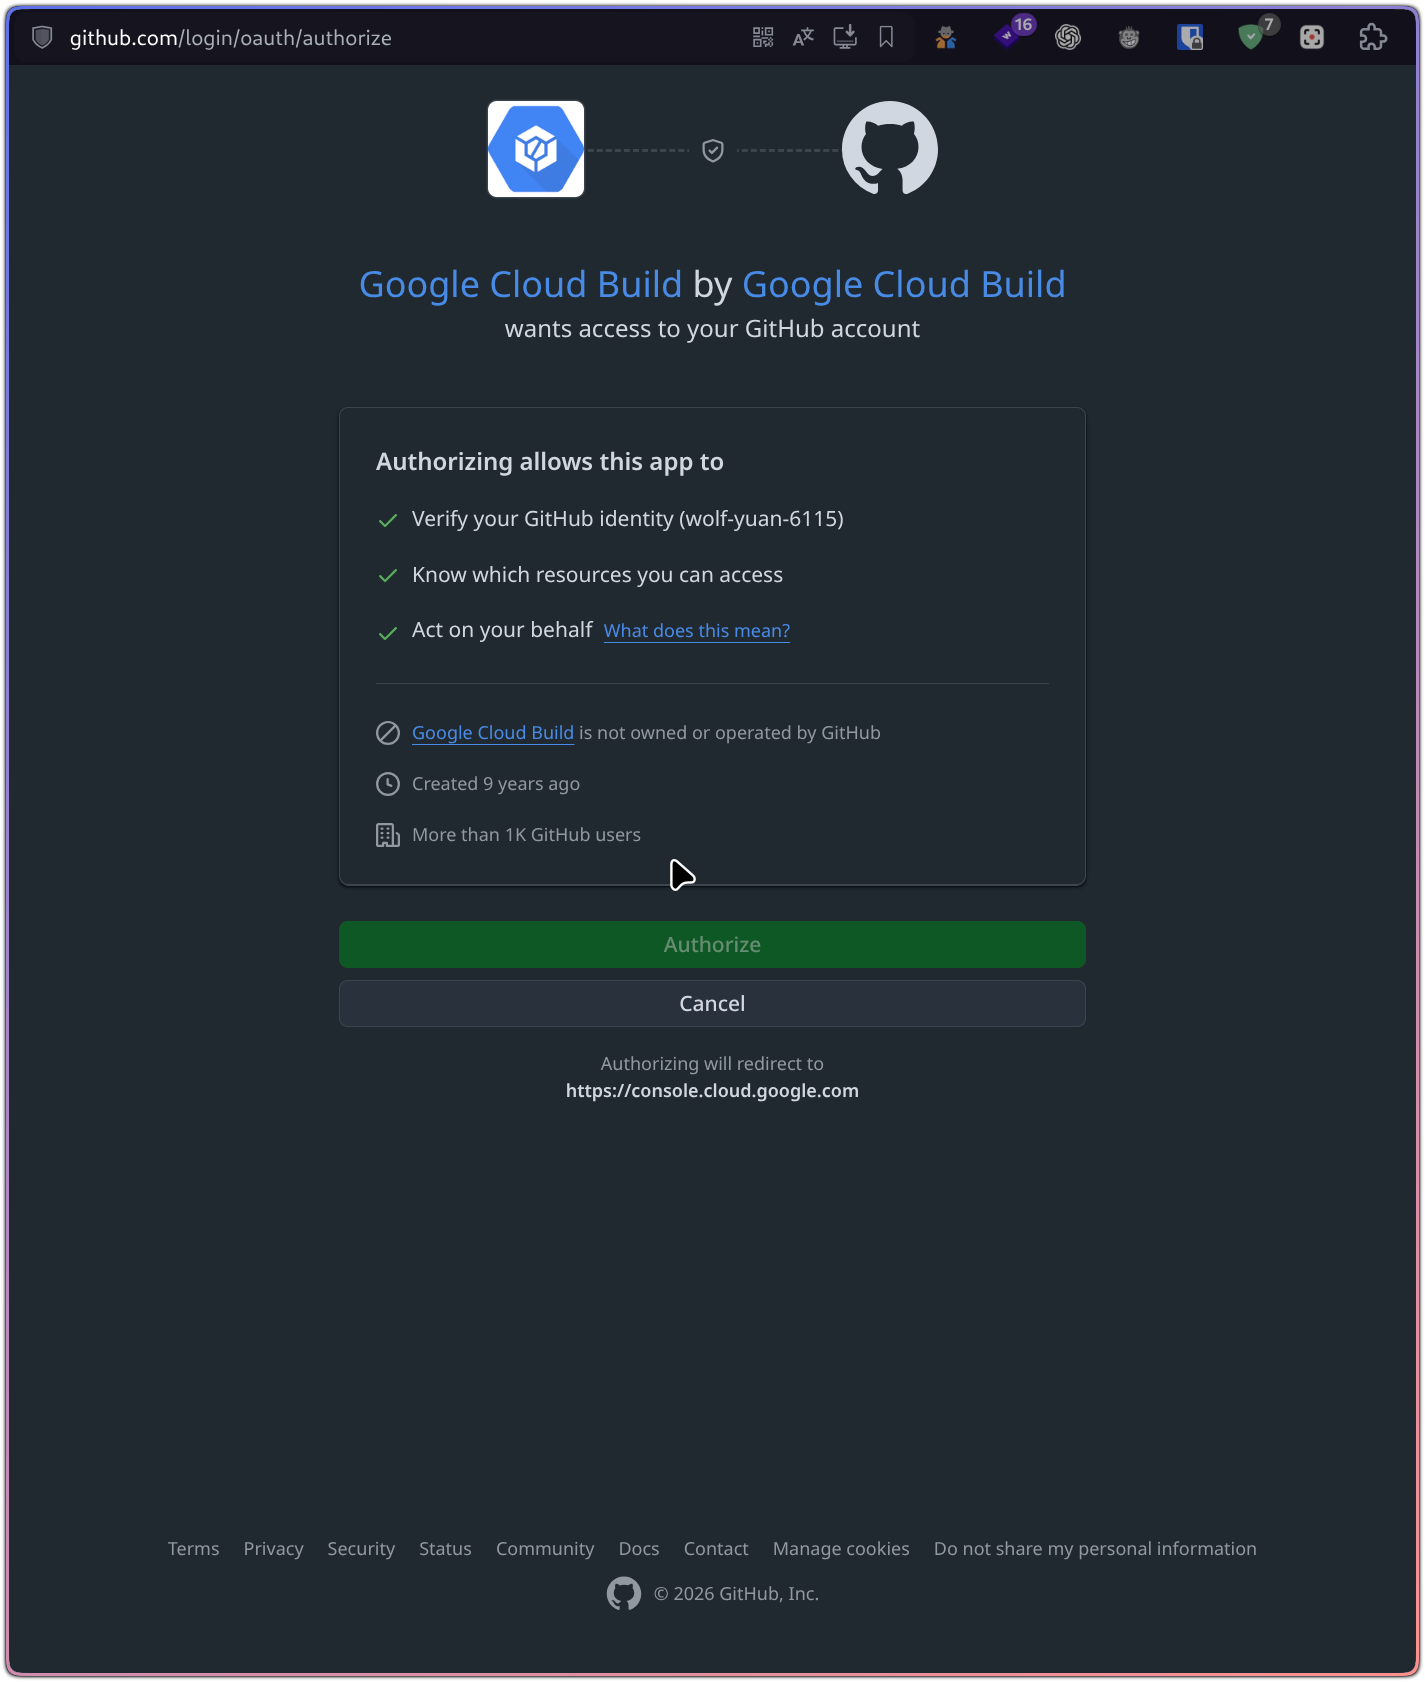 github.com/login/oauth/authorize
16
7
Google Cloud Build by Google Cloud Build
wants access to your GitHub account
Authorizing allows this app to
Verify your GitHub identity (wolf-yuan-6115)
Know which resources you can access
Act on your behalf What does this mean?
Google Cloud Build is not owned or operated by GitHub
Created 9 years ago
More than 1K GitHub users
Authorize
Cancel
Authorizing will redirect to
https://console.cloud.google.com
Terms Privacy Security Status Community Docs Contact Manage cookies Do not share my personal information
© 2026 GitHub, Inc.